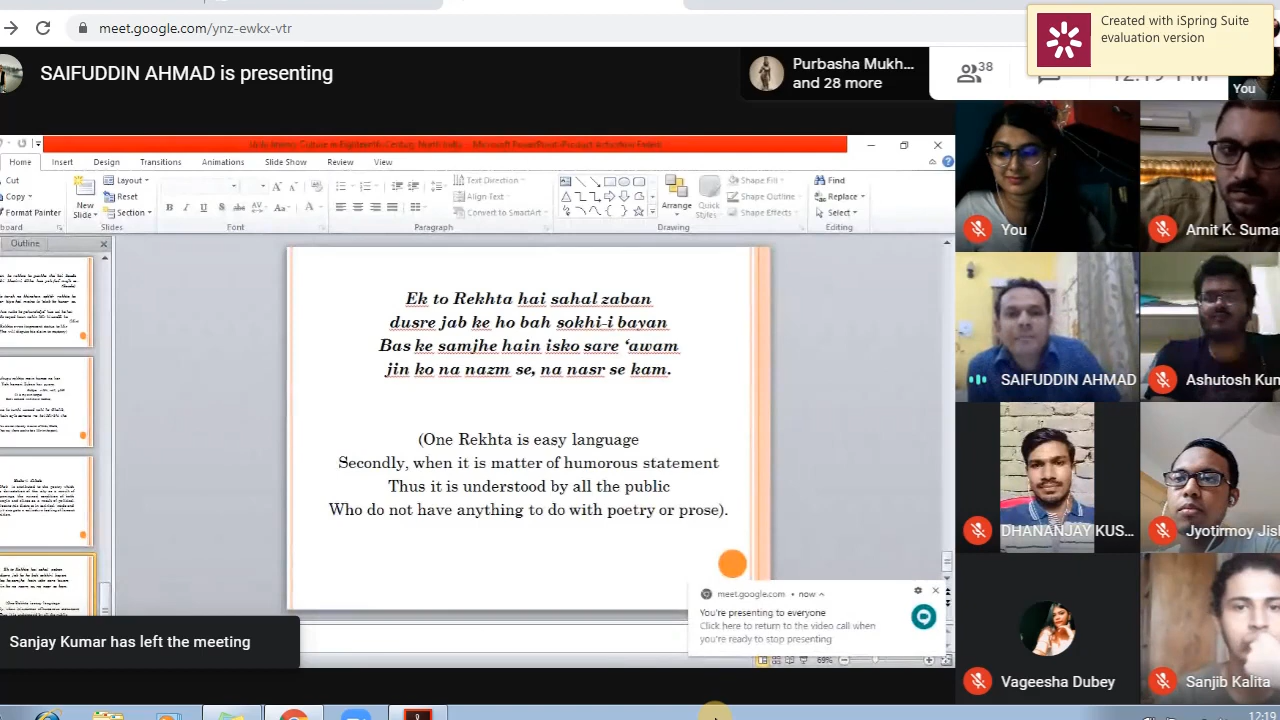 meet.google.com/ynz-ewkx-vtr
Created with iSpring Suite
evaluation version
SAIFUDDIN AHMAD is presenting
Purbasha Mukh...
and 28 more
38
12:19 PM
You
Home Insert Design Transitions Animations Slide Show Review View
Cut
Copy
Format Painter
New
Slide
Layout
Reset
Section
Slides
B I U S abc AV Aa A
Font
Text Direction
Align Text
Convert to SmartArt
Paragraph
Arrange
Quick
Styles
Shape Fill
Shape Outline
Shape Effects
Drawing
Find
Replace
Select
Editing
Outline
Ek to Rekhta hai sahal zaban
dusre jab ke ho bah sokhi-i bayan
Bas ke samjhe hain isko sare ‘awam
jin ko na nazm se, na nasr se kam.
(One Rekhta is easy language
Secondly, when it is matter of humorous statement
Thus it is understood by all the public
Who do not have anything to do with poetry or prose).
meet.google.com • now
You're presenting to everyone
Click here to return to the video call when
you're ready to stop presenting
69%
Sanjay Kumar has left the meeting
You
Amit K. Suma
SAIFUDDIN AHMAD
Ashutosh Kum
DHANANJAY KUS...
Jyotirmoy Jis
Vageesha Dubey
Sanjib Kalita
12:19